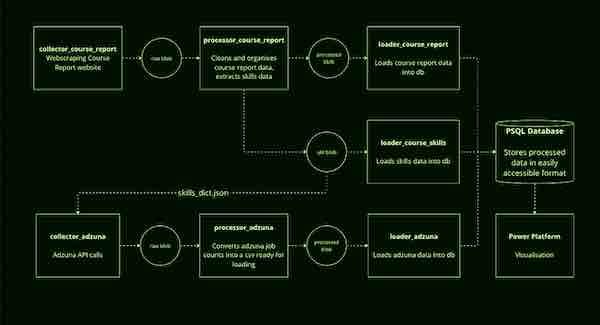 collector_course_report
Webscraping Course
Report website
raw blob
processor_course_report
Cleans and organises
course report data,
extracts skills data
processed
blob
loader_course_report
Loads course report data
into db
blob
loader_course_skills
Loads skills data into db
PSQL Database
Stores processed
data in easily
accessible format
skills_dict.json
collector_adzuna
Adzuna API calls
raw blob
processor_adzuna
Converts adzuna job
counts into a csv ready for
loading
processed
blob
loader_adzuna
Loads adzuna data into db
Power Platform
Visualisation